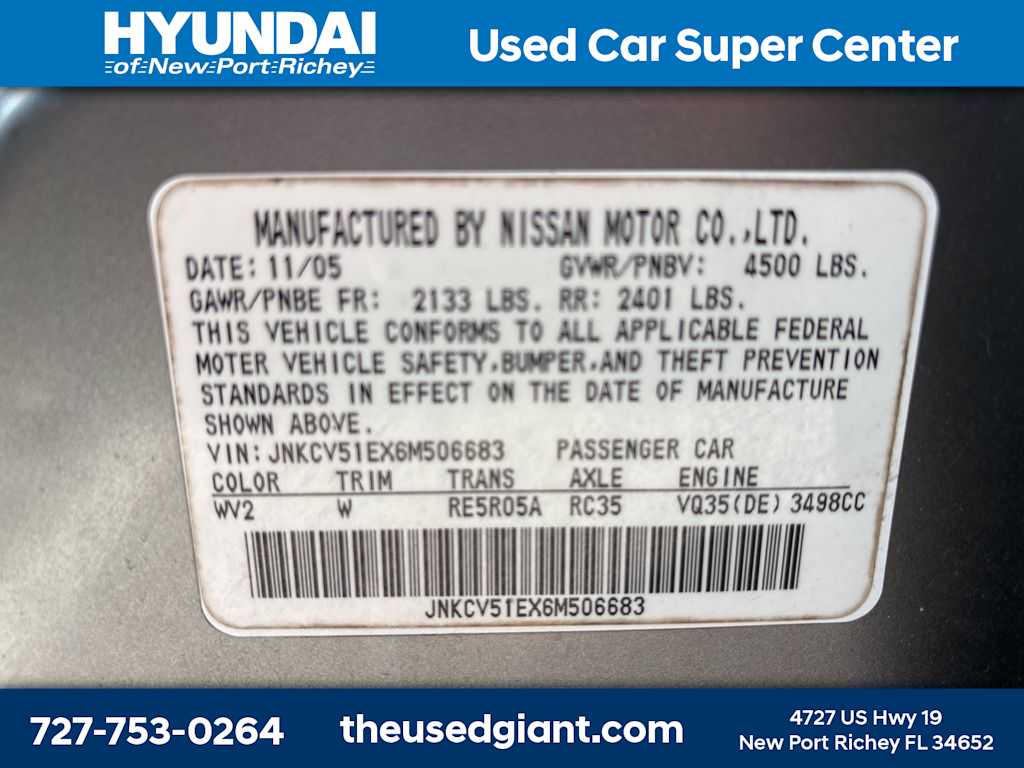 HYUNDAI
of New Port Richey
Used Car Super Center
MANUFACTURED BY NISSAN MOTOR CO.,LTD.
DATE: 11/05 GVWR/PNBV: 4500 LBS.
GAWR/PNBE FR: 2133 LBS. RR: 2401 LBS.
THIS VEHICLE CONFORMS TO ALL APPLICABLE FEDERAL
MOTER VEHICLE SAFETY,BUMPER,AND THEFT PREVENTION
STANDARDS IN EFFECT ON THE DATE OF MANUFACTURE
SHOWN ABOVE.
VIN:JNKCV51EX6M506683 PASSENGER CAR
COLOR TRIM TRANS AXLE ENGINE
WV2 W RE5R05A RC35 VQ35(DE) 3498CC
JNKCV51EX6M506683
727-753-0264
theusedgiant.com
4727 US Hwy 19
New Port Richey FL 34652